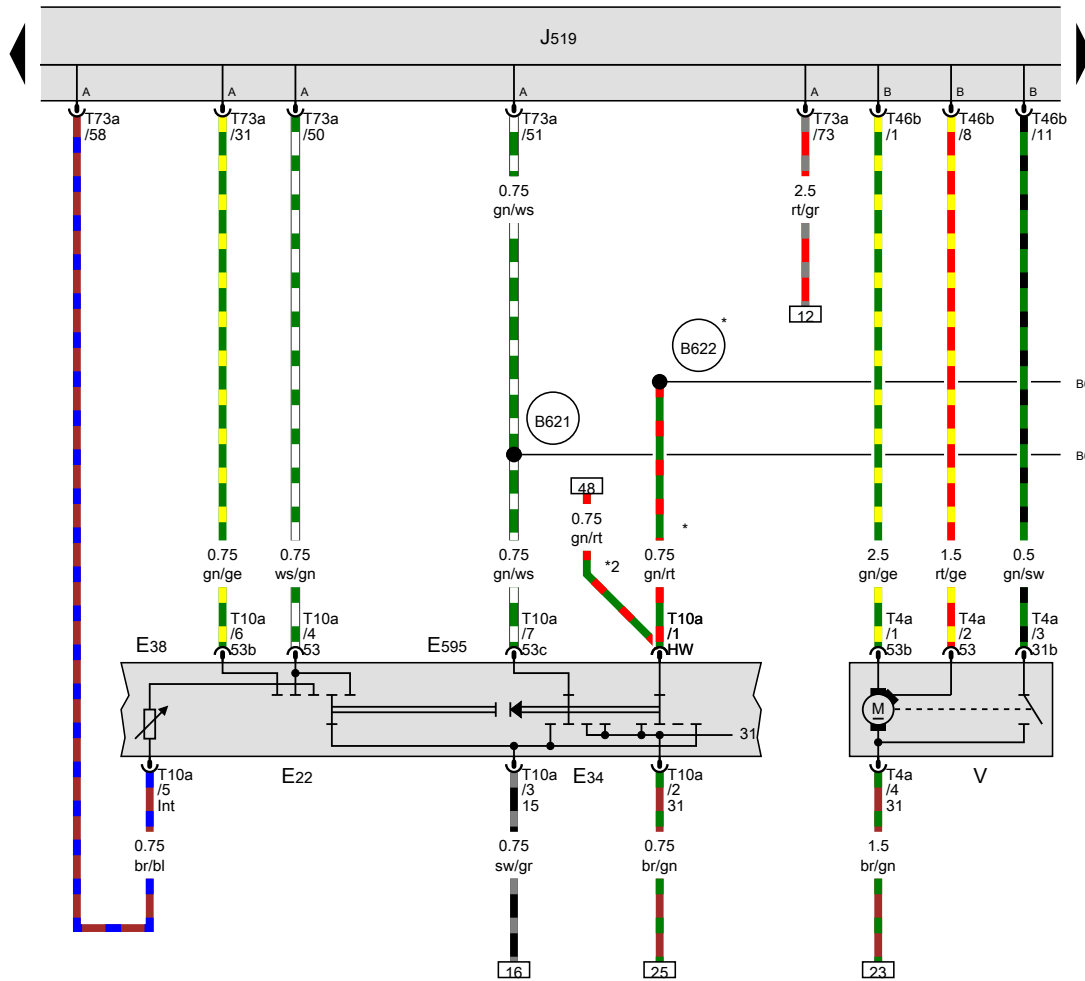 J519
A A A A A B B B
T73a /58
T73a /31
T73a /50
T73a /51
T73a /73
T46b /1
T46b /8
T46b /11
0.75 gn/ws
2.5 rt/gr
12
*
B622
B621
48
0.75 gn/rt
*
*2
0.75 gn/ge
0.75 ws/gn
0.75 gn/ws
0.75 gn/rt
2.5 gn/ge
1.5 rt/ge
0.5 gn/sw
T10a /6 53b
T10a /4 53
T10a /7 53c
T10a /1 HW
T4a /1 53b
T4a /2 53
T4a /3 31b
E38
E595
M
31
E22
E34
V
T10a /5 Int
T10a /3 15
T10a /2 31
T4a /4 31
0.75 br/bl
0.75 sw/gr
0.75 br/gn
1.5 br/gn
16
25
23